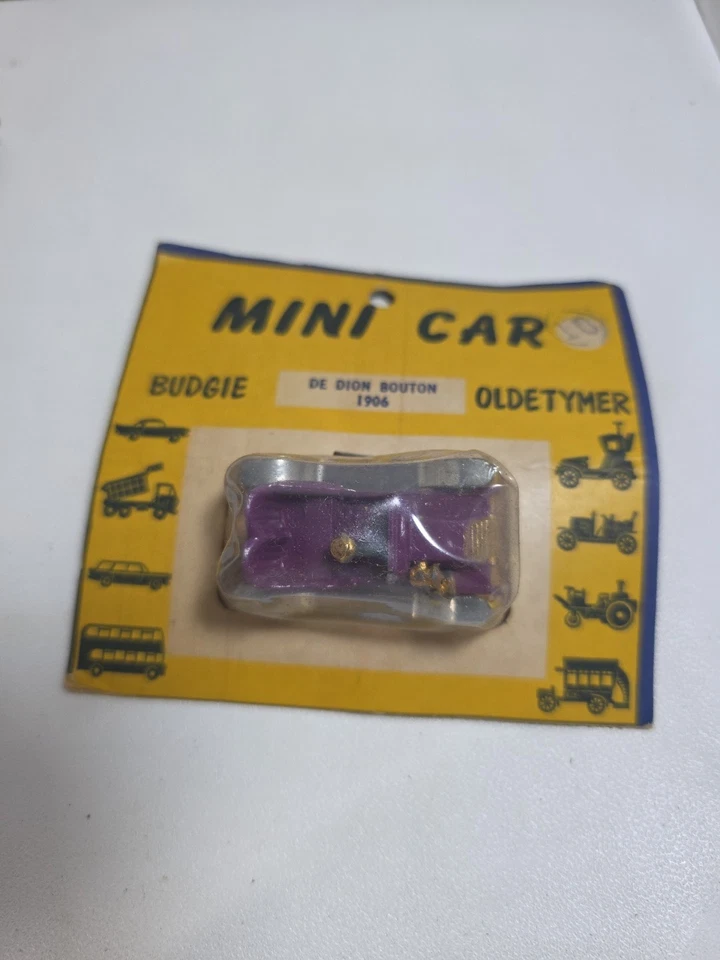 MINI CAR
BUDGIE
DE DION BOUTON
1906
OLDETYMER